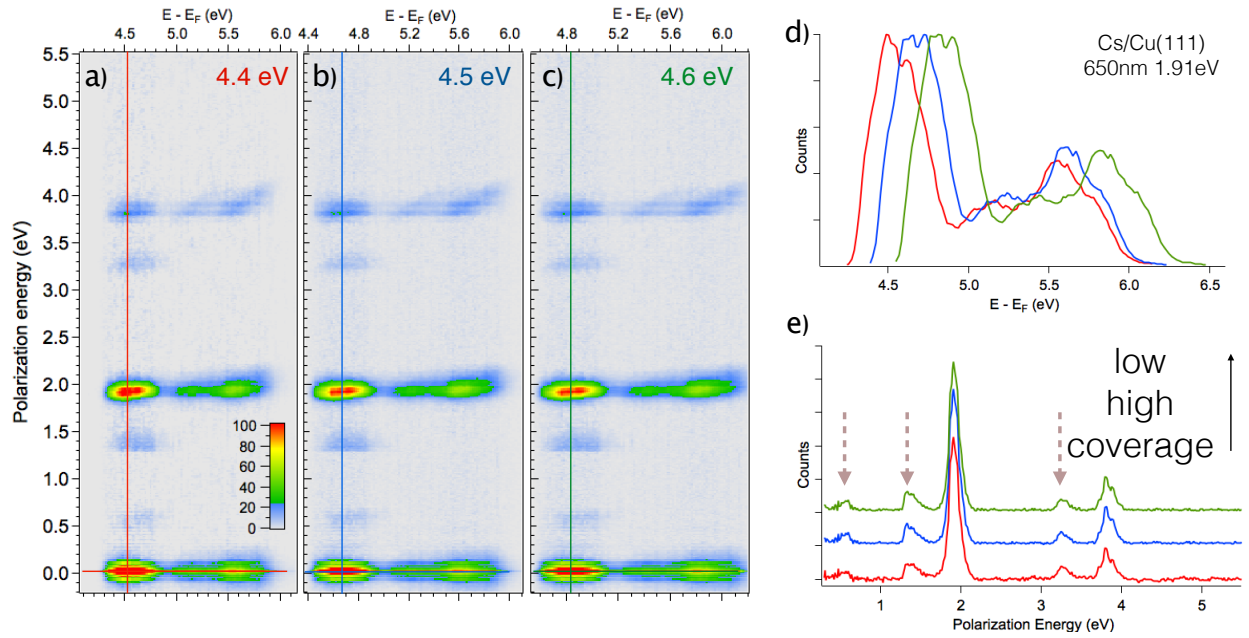 E - E_F (eV)
E - E_F (eV)
E - E_F (eV)
4.5 5.0 5.5 6.0
4.4 4.8 5.2 5.6 6.0
4.8 5.2 5.6 6.0
a) 4.4 eV
b) 4.5 eV
c) 4.6 eV
Polarization energy (eV)
5.5
5.0
4.5
4.0
3.5
3.0
2.5
2.0
1.5
1.0
0.5
0.0
100
80
60
40
20
0
d)
Cs/Cu(111)
650nm 1.91eV
Counts
4.5 5.0 5.5 6.0 6.5
E - E_F (eV)
e)
low
high
coverage
Counts
1 2 3 4 5
Polarization Energy (eV)